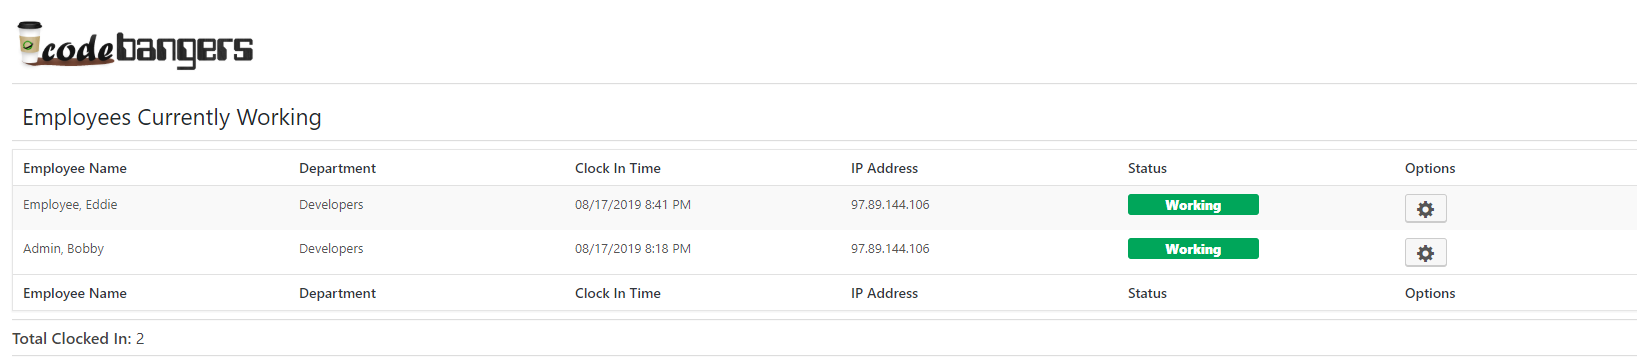 codebangers
Employees Currently Working
Employee Name Department Clock In Time IP Address Status Options
Employee, Eddie Developers 08/17/2019 8:41 PM 97.89.144.106 Working
Admin, Bobby Developers 08/17/2019 8:18 PM 97.89.144.106 Working
Employee Name Department Clock In Time IP Address Status Options
Total Clocked In: 2